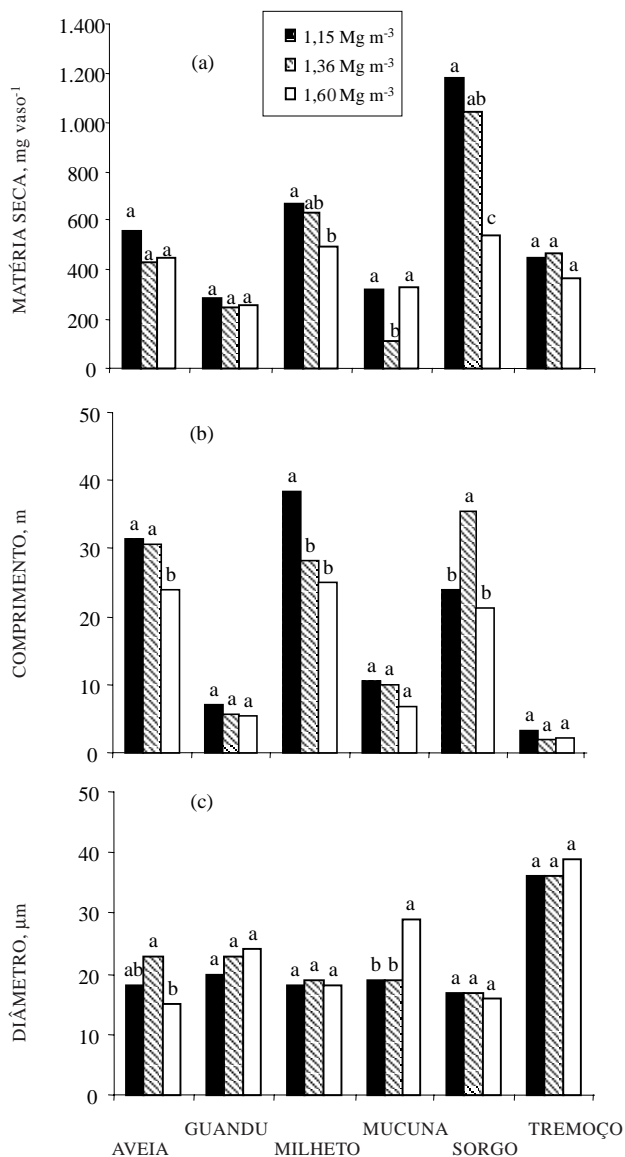 1.400
1.200
1.000
800
600
400
200
0
MATÉRIA SECA, mg vaso-1
(a)
1,15 Mg m-3
1,36 Mg m-3
1,60 Mg m-3
a a a
a a a
a ab b
a b a
a ab c
a a a
50
40
30
20
10
0
COMPRIMENTO, m
(b)
a a b
a a a
a b b
a a a
b a b
a a a
50
40
30
20
10
0
DIÂMETRO, µm
(c)
ab a b
a a a
a a a
b b a
a a a
a a a
AVEIA
GUANDU
MILHETO
MUCUNA
SORGO
TREMOÇO